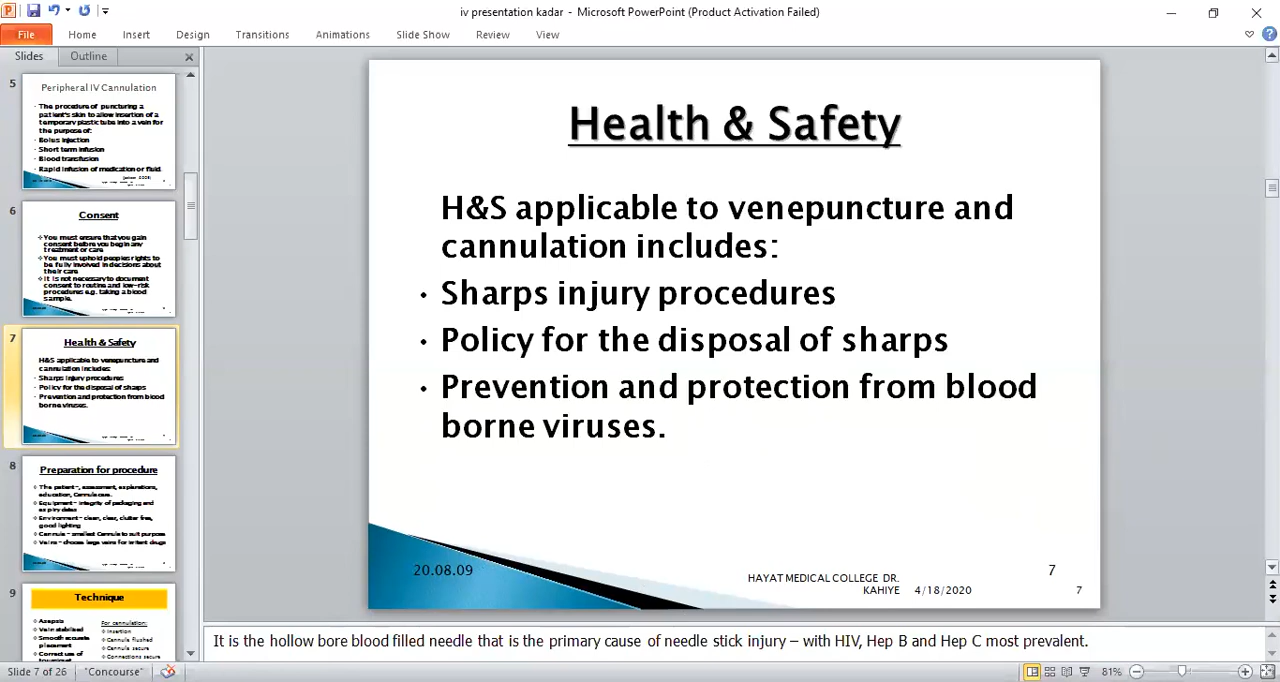 iv presentation kadar - Microsoft PowerPoint (Product Activation Failed)
File Home Insert Design Transitions Animations Slide Show Review View
Slides Outline
5
Peripheral IV Cannulation
The procedure of puncturing a
patient's skin to allow insertion of a
temporary plastic tube into a vein for
the purpose of:
Bolus injection
Short term infusion
Blood transfusion
Rapid infusion of medication or fluid.
6
Consent
You must ensure that you gain
consent before you begin any
treatment or care
You must uphold peoples rights to
be fully involved in decisions about
their care
It is not necessary to document
consent to routine and low-risk
procedures e.g. taking a blood
sample.
7
Health & Safety
H&S applicable to venepuncture and
cannulation includes:
Sharps injury procedures
Policy for the disposal of sharps
Prevention and protection from blood
borne viruses.
8
Preparation for procedure
The patient-, assessment, explanations,
education, Cannula care.
Equipment - integrity of packaging and
expiry dates
Environment - clean, clear, clutter free,
good lighting
Cannula - smallest Cannula to suit purpose
Veins - choose large veins for irritant drugs
9
Technique
Asepsis
Vein stabilised
Smooth accurate
placement
Correct use of
tourniquet
For cannulation:
Insertion
Cannula flushed
Cannula secure
Connections secure
Health & Safety
H&S applicable to venepuncture and
cannulation includes:
• Sharps injury procedures
• Policy for the disposal of sharps
• Prevention and protection from blood
borne viruses.
20.08.09
HAYAT MEDICAL COLLEGE DR.
KAHIYE 4/18/2020
7
7
It is the hollow bore blood filled needle that is the primary cause of needle stick injury – with HIV, Hep B and Hep C most prevalent.
Slide 7 of 26 "Concourse" 81%